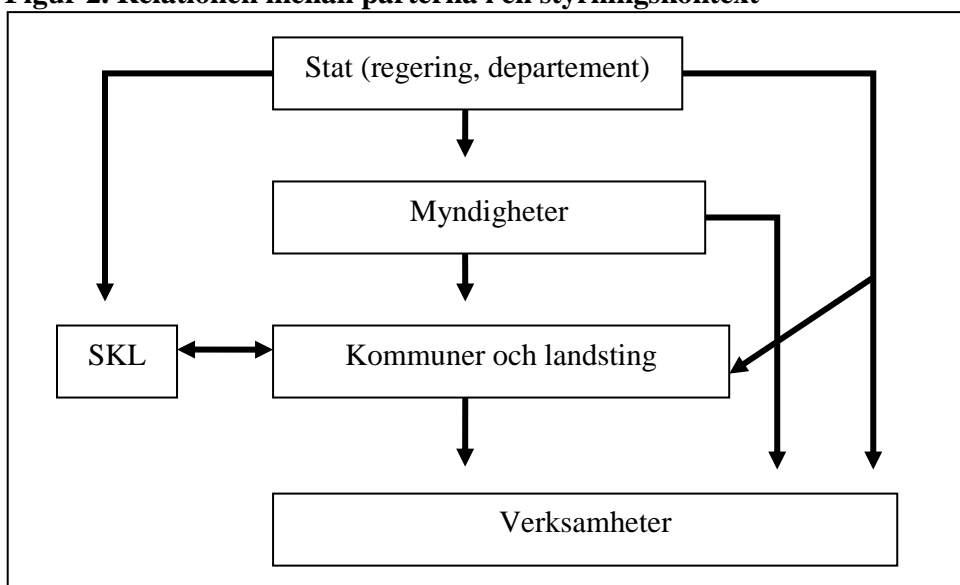 Figur 2. Relationen mellan parterna i en styrningskontext
Stat (regering, departement)
Myndigheter
SKL
Kommuner och landsting
Verksamheter